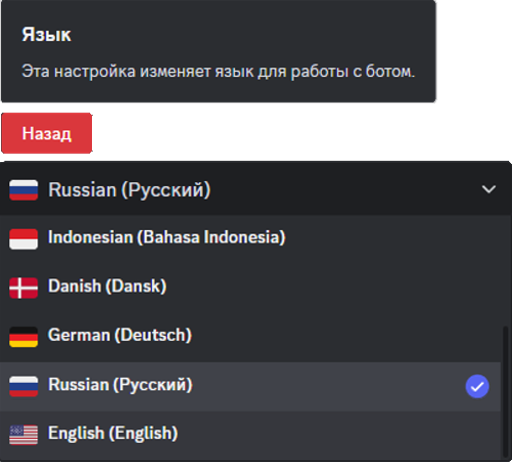 Язык
Эта настройка изменяет язык для работы с ботом.
Назад
Russian (Русский)
Indonesian (Bahasa Indonesia)
Danish (Dansk)
German (Deutsch)
Russian (Русский)
English (English)